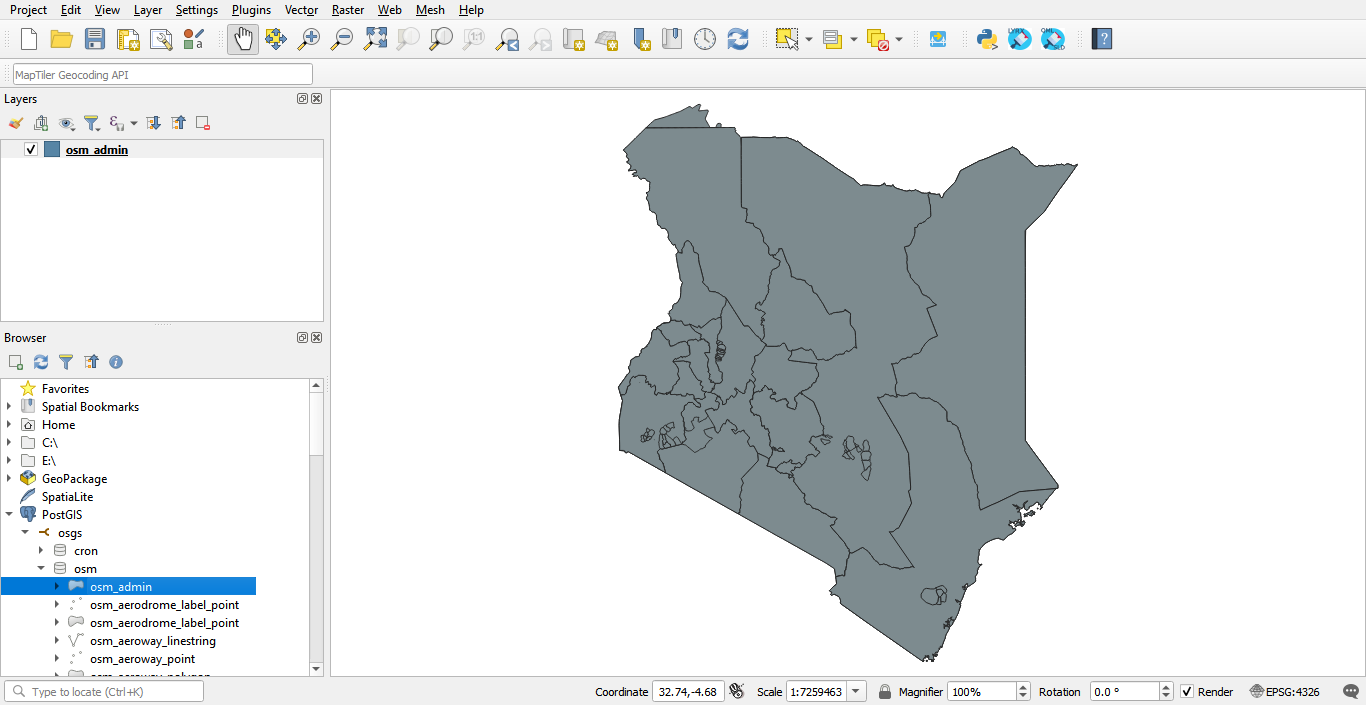 Project Edit View Layer Settings Plugins Vector Raster Web Mesh Help
MapTiler Geocoding API
Layers
osm_admin
Browser
Favorites
Spatial Bookmarks
Home
C:\
E:\
GeoPackage
SpatiaLite
PostGIS
osgs
cron
osm
osm_admin
osm_aerodrome_label_point
osm_aerodrome_label_point
osm_aeroway_linestring
osm_aeroway_point
osm_aeroway_polygon
Type to locate (Ctrl+K) Coordinate 32.74,-4.68 Scale 1:7259463 Magnifier 100% Rotation 0.0 ° Render EPSG:4326